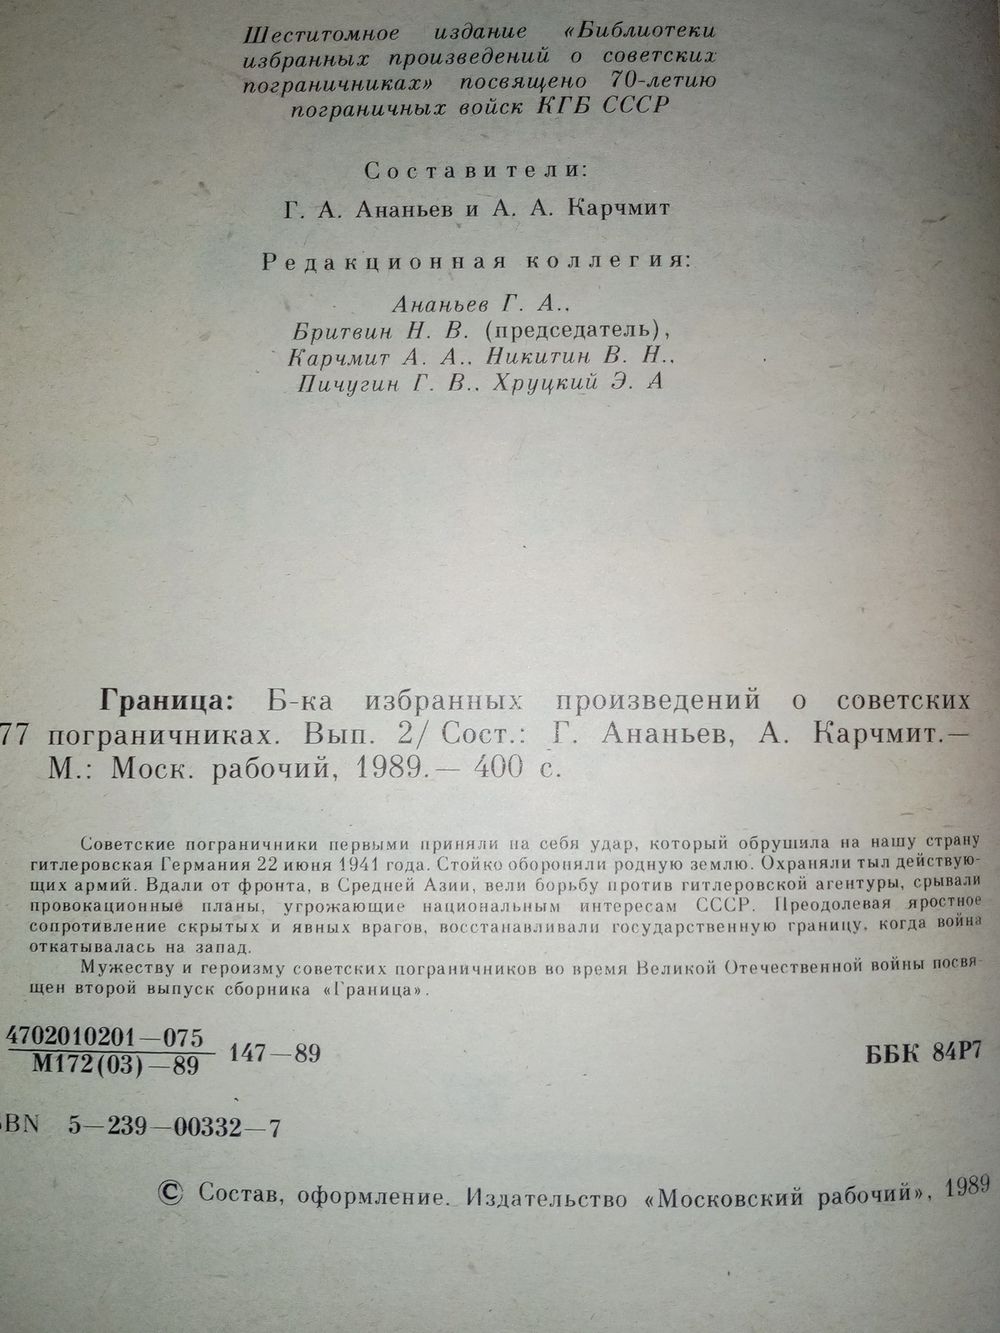 Шеститомное издание «Библиотеки
избранных произведений о советских
пограничниках» посвящено 70-летию
пограничных войск КГБ СССР
Составители:
Г. А. Ананьев и А. А. Карчмит
Редакционная коллегия:
Ананьев Г. А.,
Бритвин Н. В. (председатель),
Карчмит А. А., Никитин В. Н.,
Пичугин Г. В., Хруцкий Э. А
Граница: Б-ка избранных произведений о советских
77 пограничниках. Вып. 2/ Сост.: Г. Ананьев, А. Карчмит.—
М.: Моск. рабочий, 1989.— 400 с.
Советские пограничники первыми приняли на себя удар, который обрушила на нашу страну
гитлеровская Германия 22 июня 1941 года. Стойко обороняли родную землю. Охраняли тыл действую-
щих армий. Вдали от фронта, в Средней Азии, вели борьбу против гитлеровской агентуры, срывали
провокационные планы, угрожающие национальным интересам СССР. Преодолевая яростное
сопротивление скрытых и явных врагов, восстанавливали государственную границу, когда война
откатывалась на запад.
Мужеству и героизму советских пограничников во время Великой Отечественной войны посвя-
щен второй выпуск сборника «Граница».
4702010201—075
М172(03)—89
147—89
ББК 84Р7
BN 5—239—00332—7
© Состав, оформление. Издательство «Московский рабочий», 1989